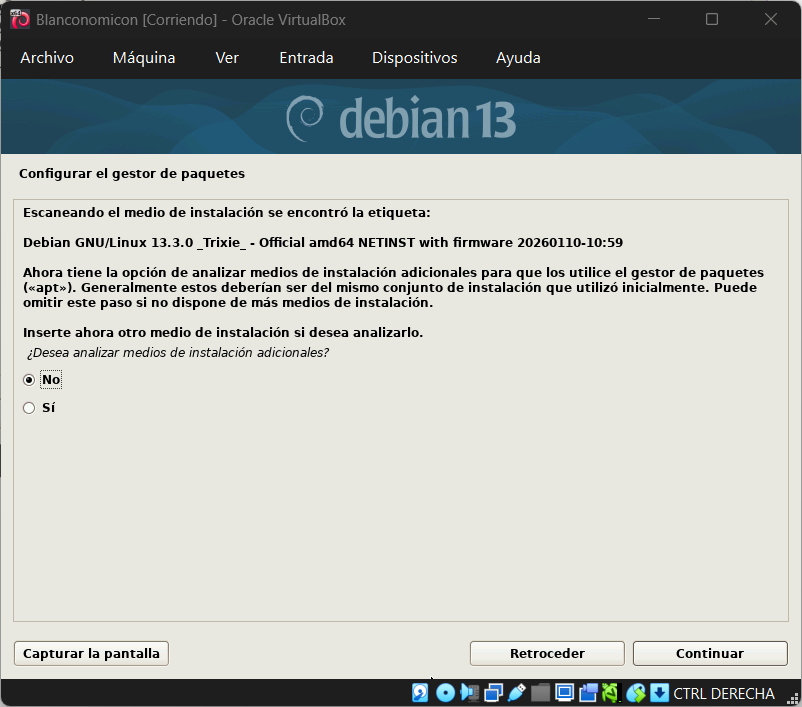 Blanconomicon [Corriendo] - Oracle VirtualBox
Archivo Máquina Ver Entrada Dispositivos Ayuda
debian 13
Configurar el gestor de paquetes
Escaneando el medio de instalación se encontró la etiqueta:
Debian GNU/Linux 13.3.0 _Trixie_ - Official amd64 NETINST with firmware 20260110-10:59
Ahora tiene la opción de analizar medios de instalación adicionales para que los utilice el gestor de paquetes
(«apt»). Generalmente estos deberían ser del mismo conjunto de instalación que utilizó inicialmente. Puede
omitir este paso si no dispone de más medios de instalación.
Inserte ahora otro medio de instalación si desea analizarlo.
¿Desea analizar medios de instalación adicionales?
No
Sí
Capturar la pantalla Retroceder Continuar
CTRL DERECHA